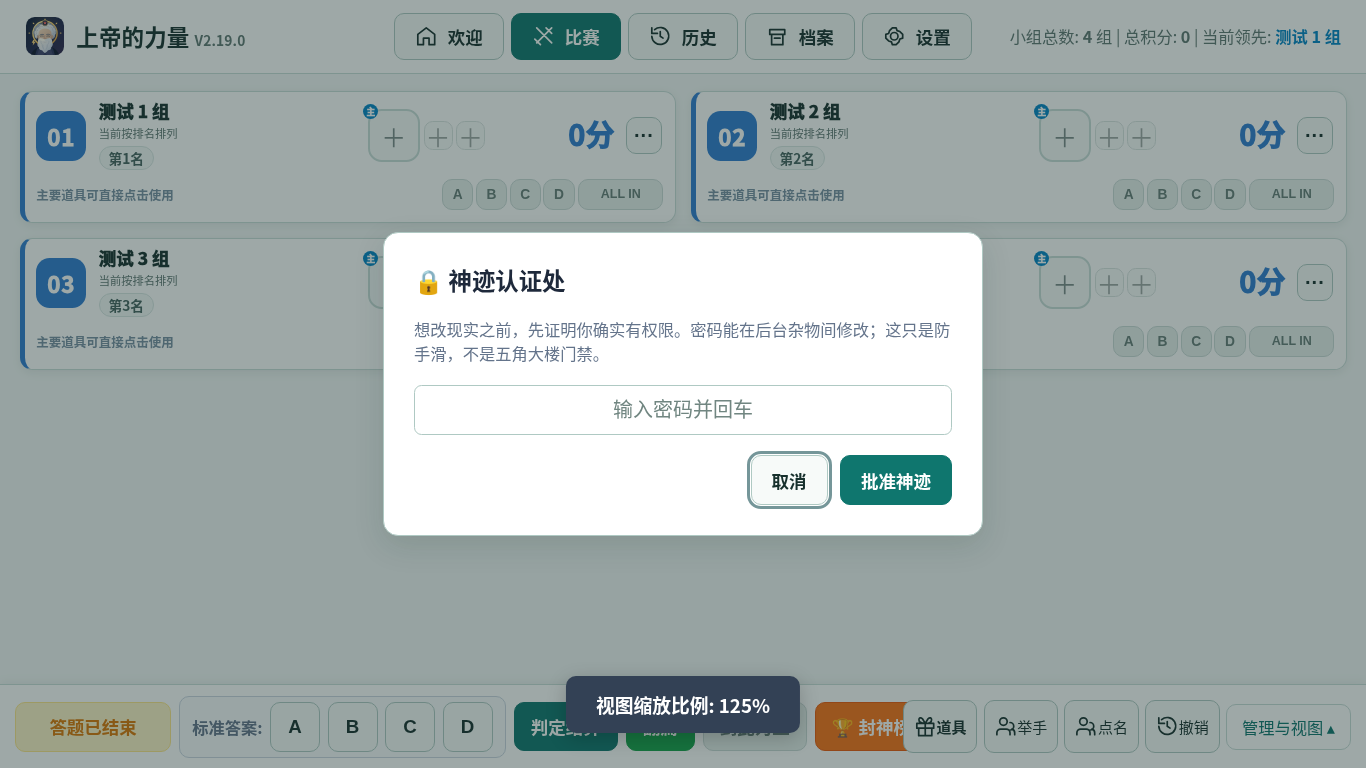 上帝的力量 V2.19.0
欢迎
比赛
历史
档案
设置
小组总数: 4 组 | 总积分: 0 | 当前领先: 测试 1 组
01
测试 1 组
当前按排名排列
第1名
主
0分
...
主要道具可直接点击使用
A
B
C
D
ALL IN
02
测试 2 组
当前按排名排列
第2名
主
0分
...
主要道具可直接点击使用
A
B
C
D
ALL IN
03
测试 3 组
当前按排名排列
第3名
主
主要道具可直接点击使用
主
0分
...
A
B
C
D
ALL IN
神迹认证处
想改现实之前，先证明你确实有权限。密码能在后台杂物间修改；这只是防
手滑，不是五角大楼门禁。
输入密码并回车
取消
批准神迹
视图缩放比例: 125%
答题已结束
标准答案:
A
B
C
D
判定
封神榜
道具
举手
点名
撤销
管理与视图 ▴